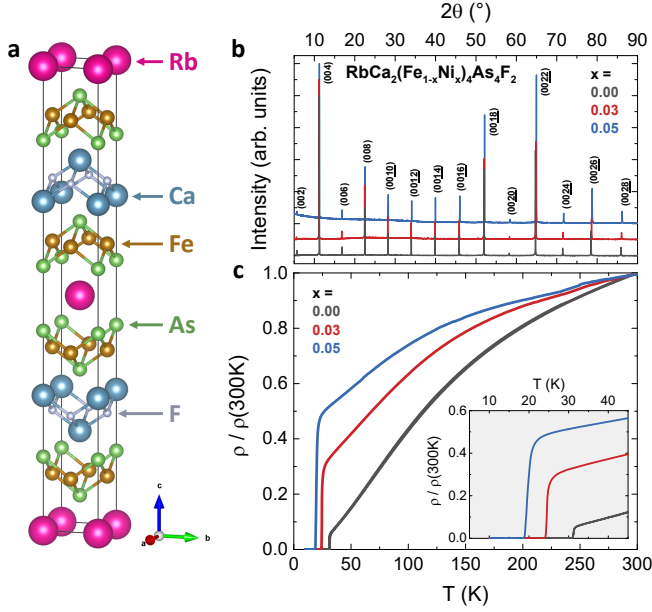 a
Rb
Ca
Fe
As
F
c
a
b
b
2θ (°)
10 20 30 40 50 60 70 80 90
RbCa₂(Fe₁₋ₓNiₓ)₄As₄F₂
x =
0.00
0.03
0.05
Intensity (arb. units)
(002)
(004)
(006)
(008)
(0010)
(0012)
(0014)
(0016)
(0018)
(0020)
(0022)
(0024)
(0026)
(0028)
c
x =
0.00
0.03
0.05
ρ / ρ(300K)
1.0
0.8
0.6
0.4
0.2
0.0
0 50 100 150 200 250 300
T (K)
T (K)
10 20 30 40
ρ / ρ(300K)
0.6
0.4
0.2
0.0